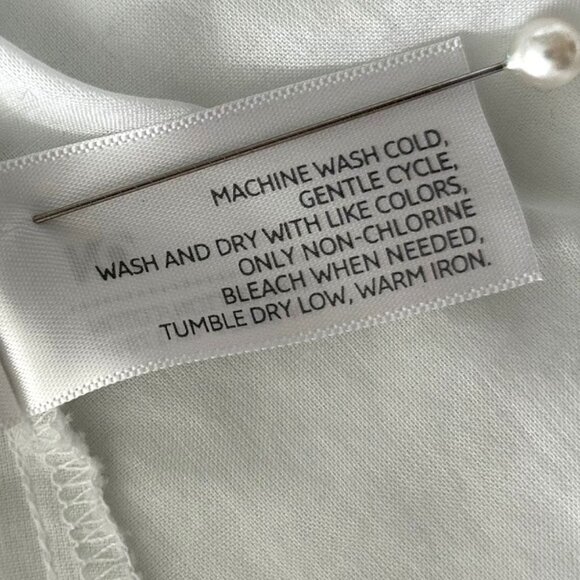 MACHINE WASH COLD,
GENTLE CYCLE,
WASH AND DRY WITH LIKE COLORS,
ONLY NON-CHLORINE
BLEACH WHEN NEEDED,
TUMBLE DRY LOW, WARM IRON.